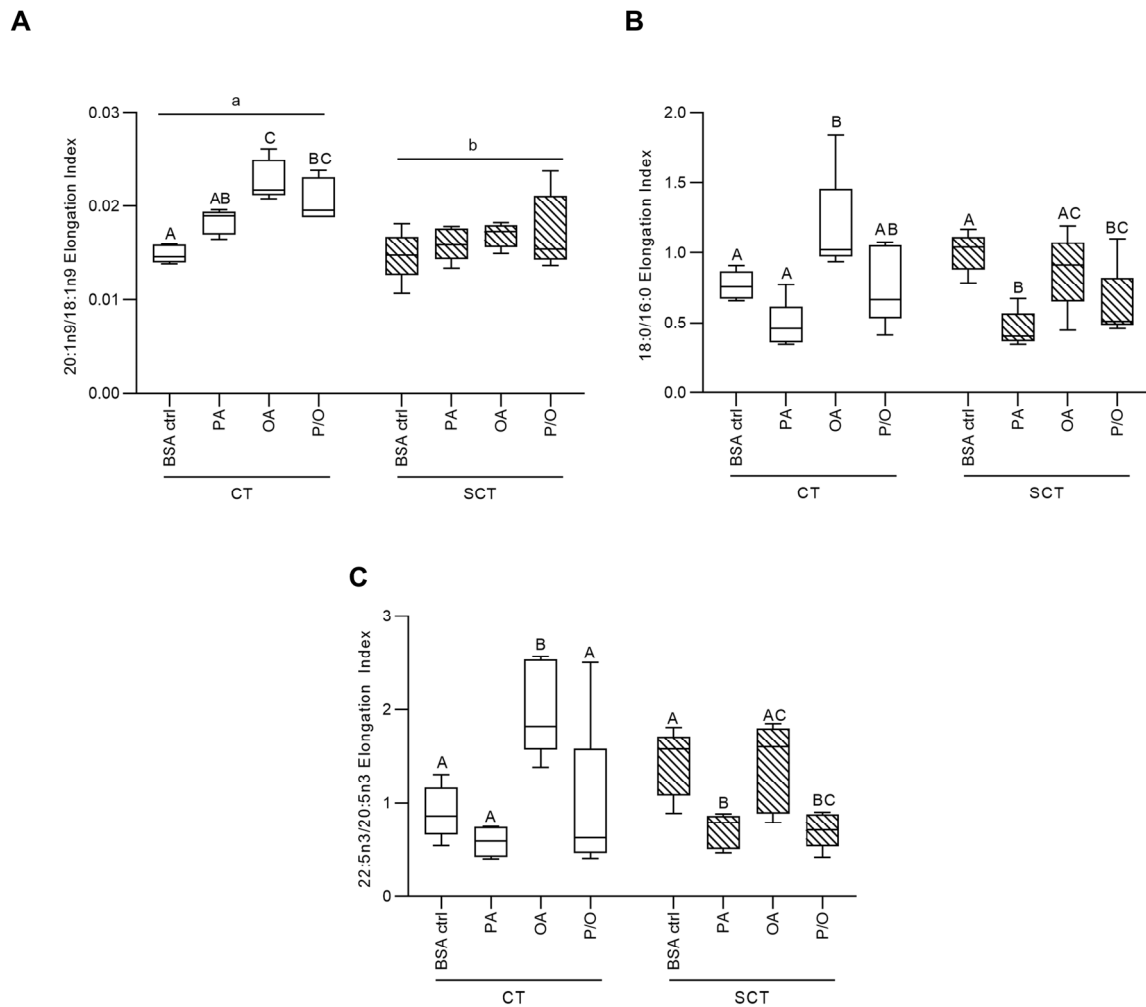 A
20:1n9/18:1n9 Elongation Index
0.03
0.02
0.01
0.00
a
b
A
AB
C
BC
BSA ctrl
PA
OA
P/O
BSA ctrl
PA
OA
P/O
CT
SCT
B
18:0/16:0 Elongation Index
2.0
1.5
1.0
0.5
0.0
A
A
B
AB
A
B
AC
BC
BSA ctrl
PA
OA
P/O
BSA ctrl
PA
OA
P/O
CT
SCT
C
22:5n3/20:5n3 Elongation Index
3
2
1
0
A
A
B
A
A
B
AC
BC
BSA ctrl
PA
OA
P/O
BSA ctrl
PA
OA
P/O
CT
SCT